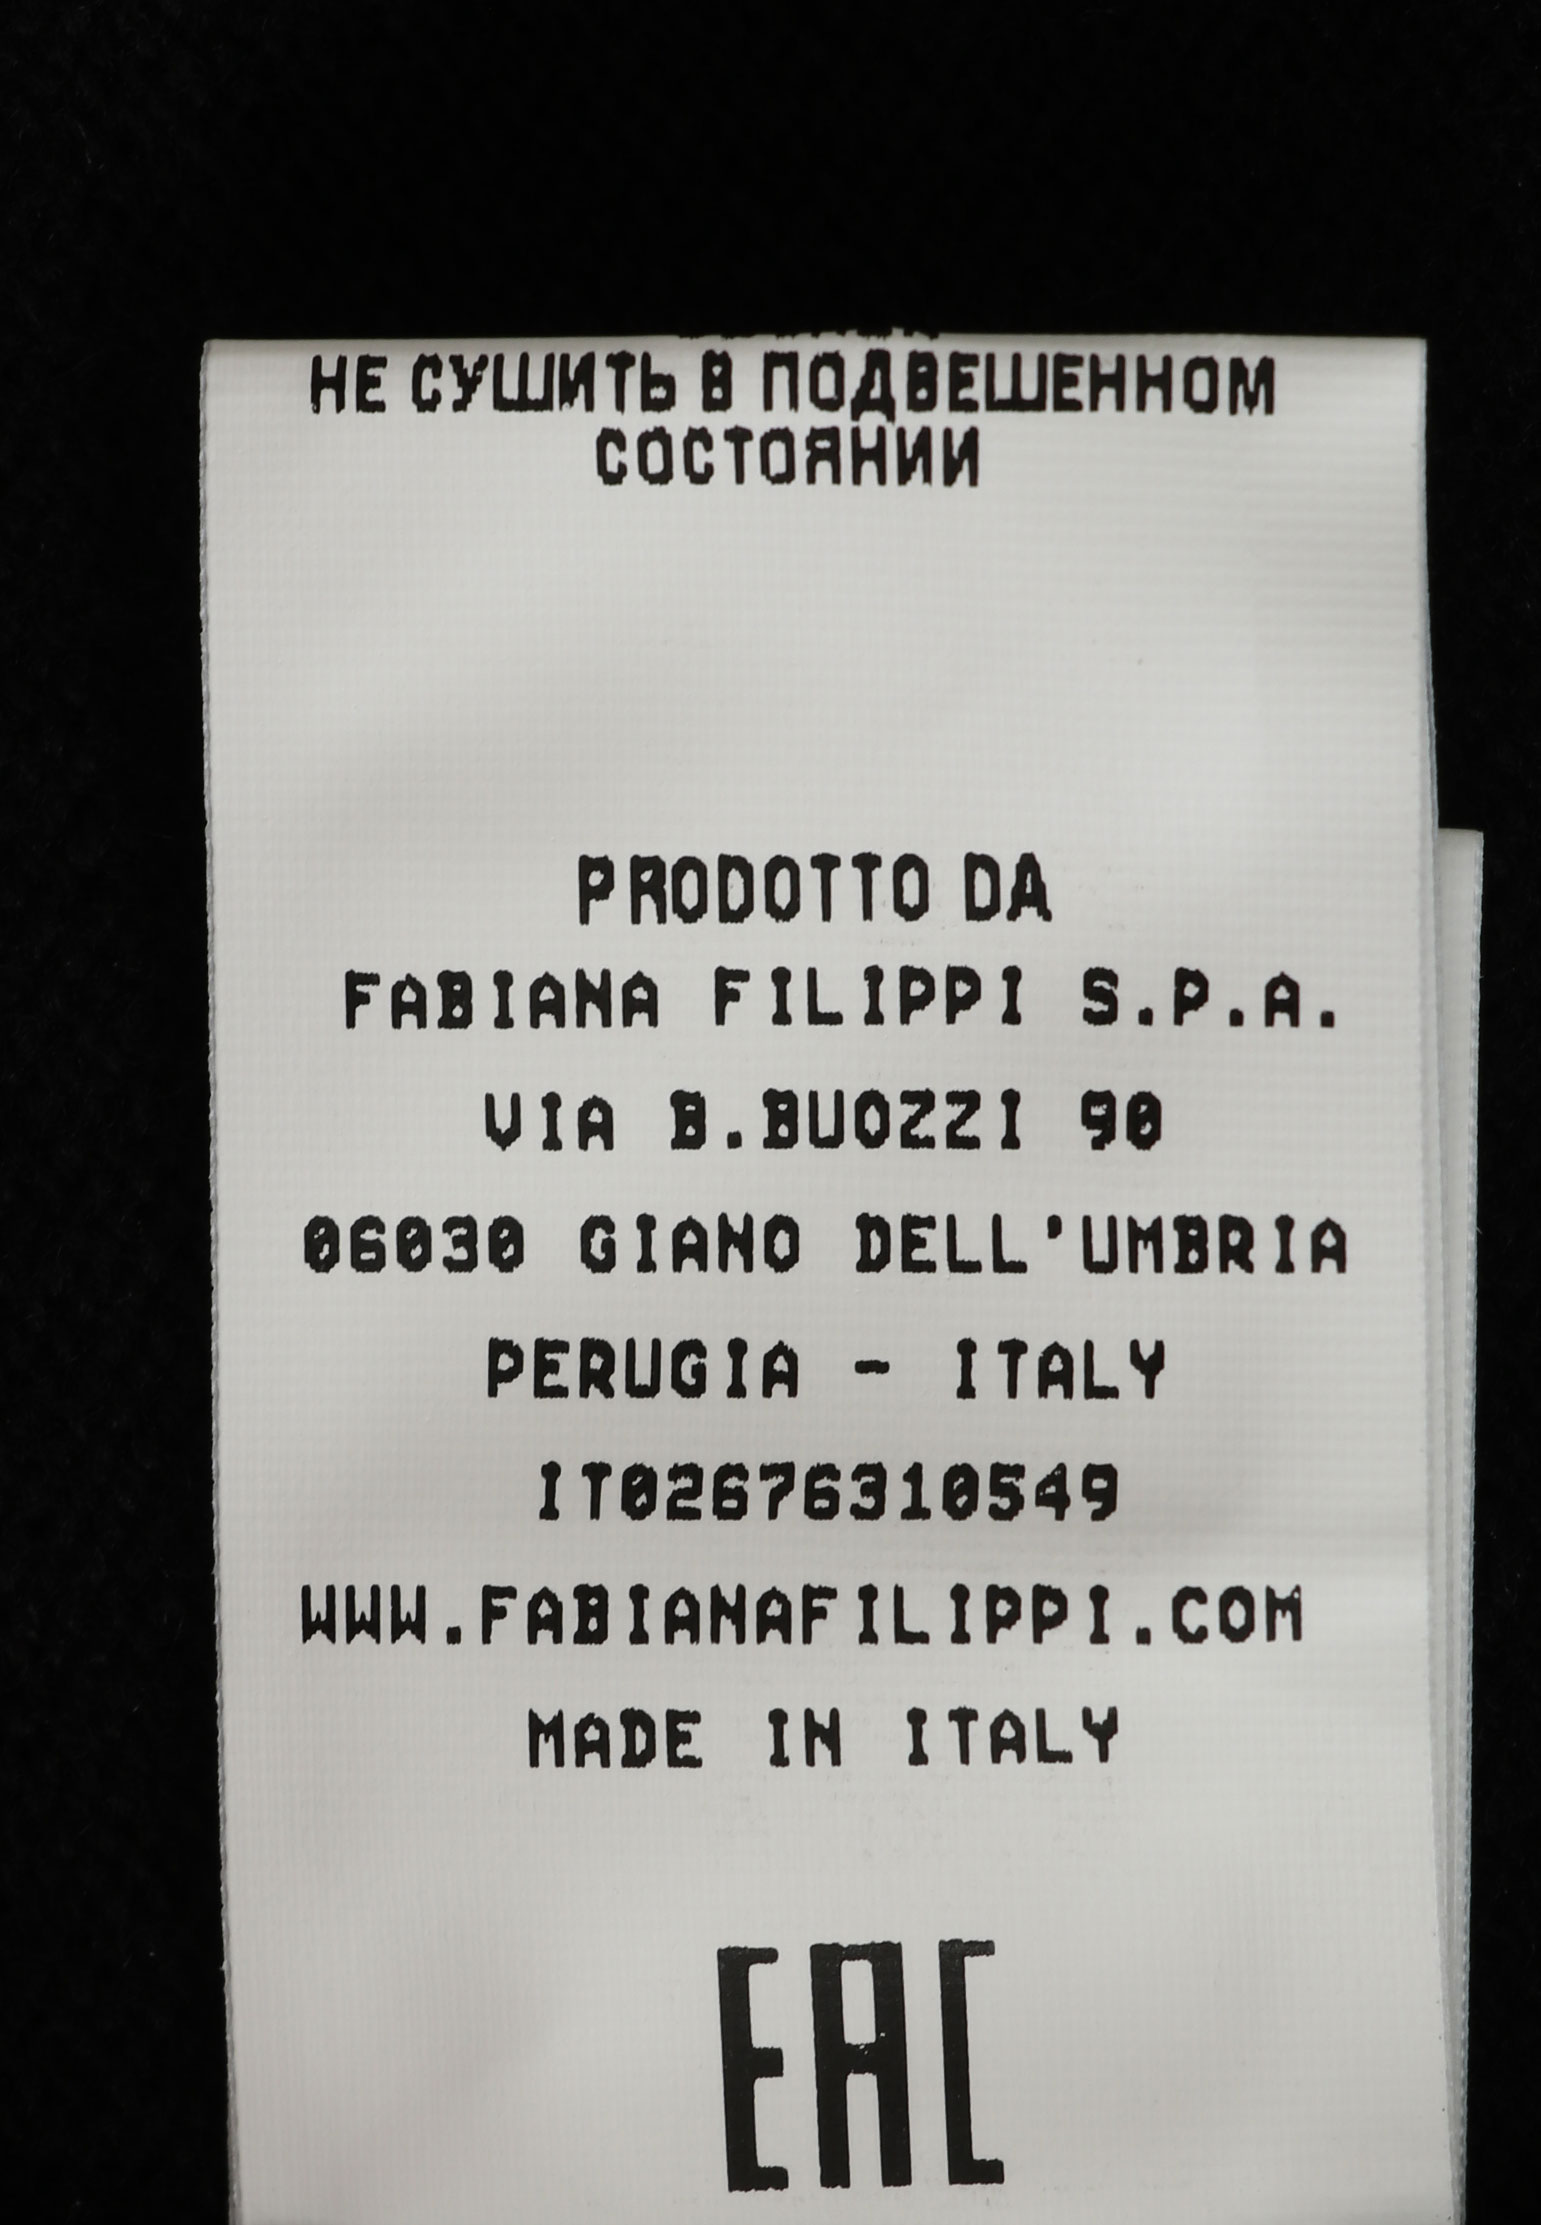 НЕ СУШИТЬ В ПОДВЕШЕННОМ
СОСТОЯНИИ
PRODOTTO DA
FABIANA FILIPPI S.P.A.
VIA B.BUOZZI 90
06030 GIANO DELL'UMBRIA
PERUGIA - ITALY
IT02676310549
WWW.FABIANAFILIPPI.COM
MADE IN ITALY
EAC